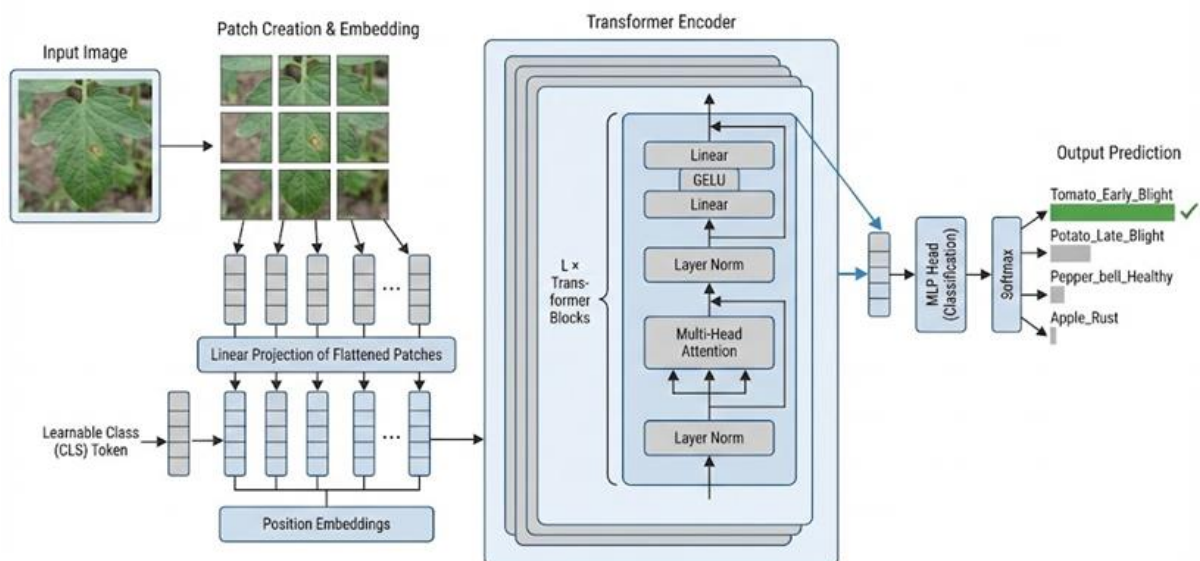 Input Image
Patch Creation & Embedding
Linear Projection of Flattened Patches
Learnable Class
(CLS) Token
...
...
Position Embeddings
Transformer Encoder
L ×
Trans-
former
Blocks
Linear
GELU
Linear
Layer Norm
Multi-Head
Attention
Layer Norm
MLP Head
(Classification)
Softmax
Output Prediction
Tomato_Early_Blight
Potato_Late_Blight
Pepper_bell_Healthy
Apple_Rust